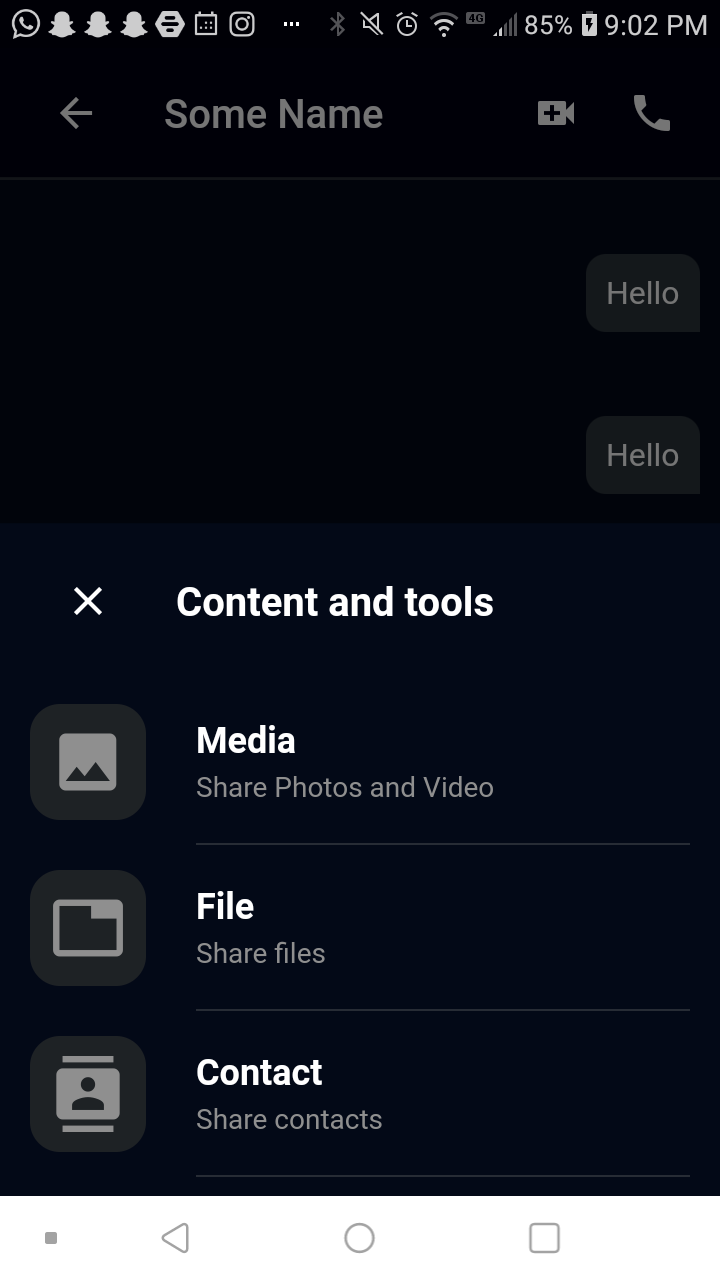 4G 85% 9:02 PM
Some Name
Hello
Hello
Content and tools
Media
Share Photos and Video
File
Share files
Contact
Share contacts